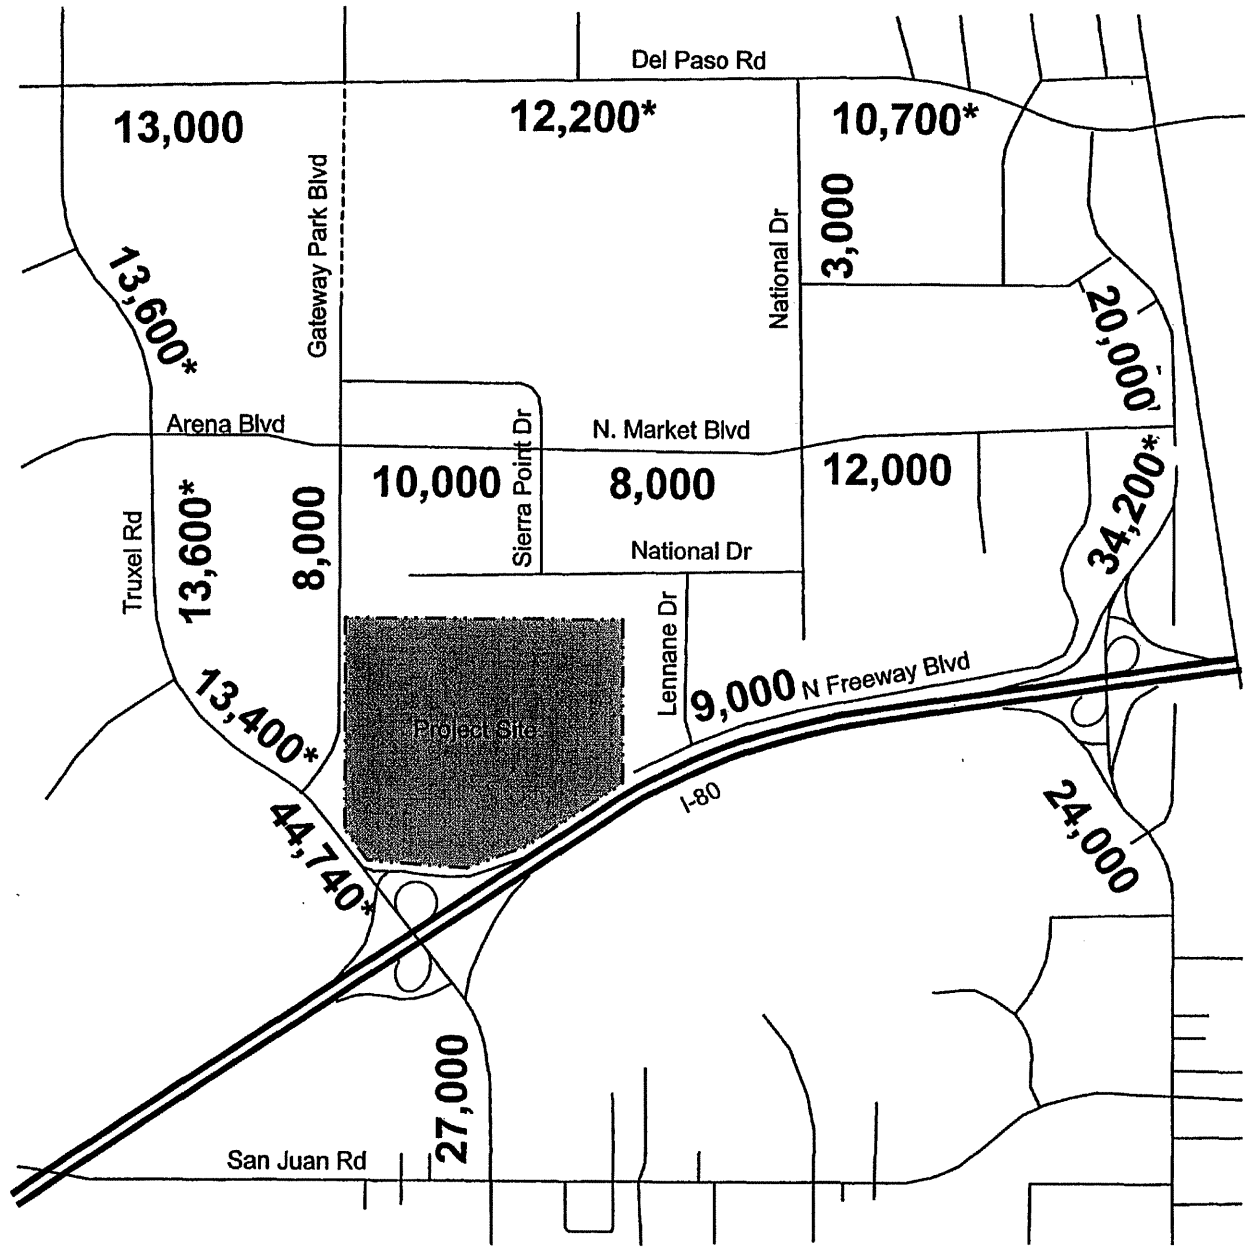 Del Paso Rd
13,000
12,200*
10,700*
Gateway Park Blvd
National Dr
3,000
13,600*
20,000*
Arena Blvd
N. Market Blvd
Sierra Point Dr
10,000
8,000
12,000
34,200*
Truxel Rd
13,600*
8,000
National Dr
Lennane Dr
13,400*
9,000
N Freeway Blvd
Project Site
I-80
44,740*
24,000
27,000
San Juan Rd